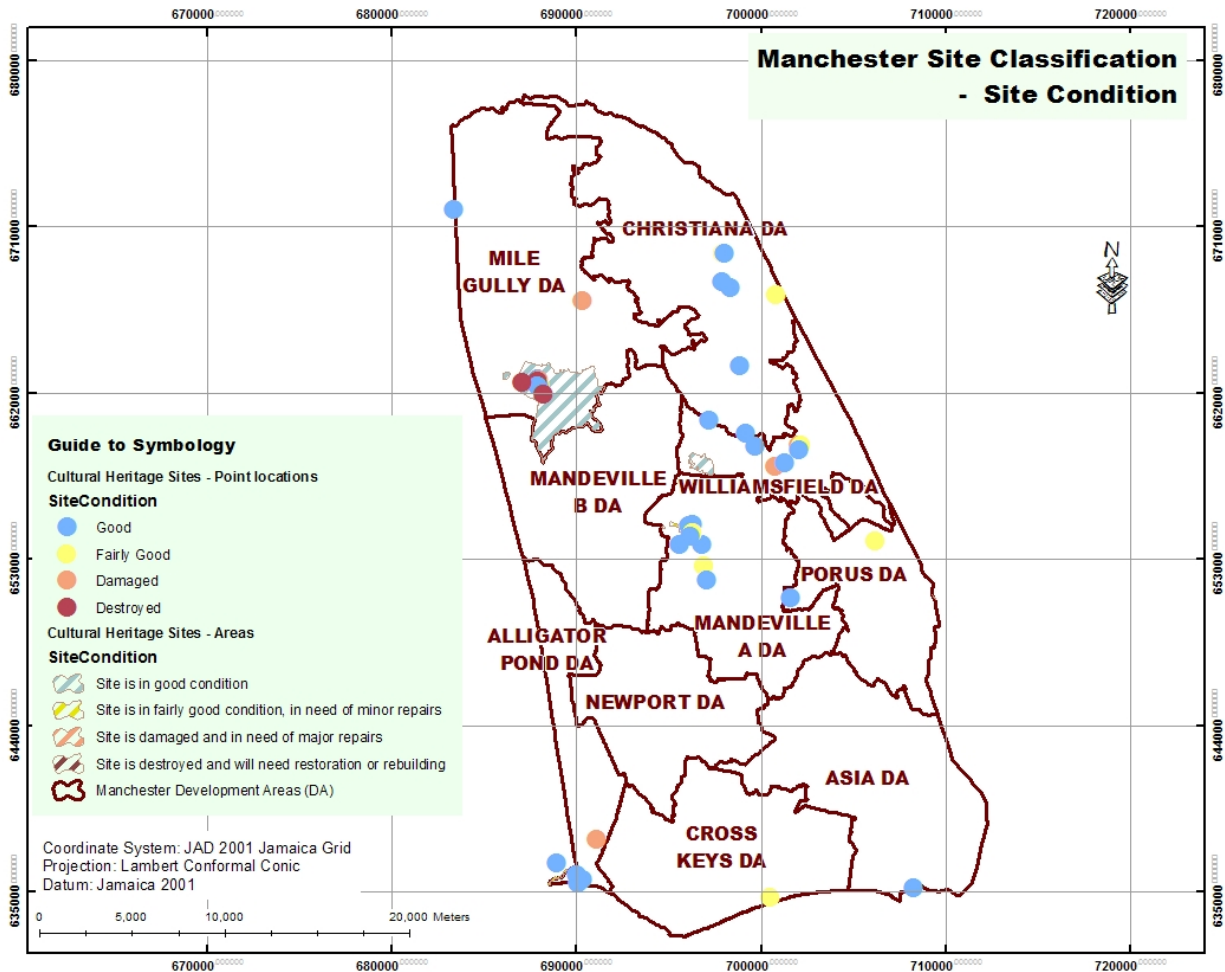 670000 680000 690000 700000 710000 720000
Manchester Site Classification
- Site Condition
680000 680000
CHRISTIANA DA
671000 671000
N
MILE
GULLY DA
662000 662000
Guide to Symbology
Cultural Heritage Sites - Point locations
SiteCondition
Good
Fairly Good
Damaged
Destroyed
Cultural Heritage Sites - Areas
SiteCondition
Site is in good condition
Site is in fairly good condition, in need of minor repairs
Site is damaged and in need of major repairs
Site is destroyed and will need restoration or rebuilding
Manchester Development Areas (DA)
MANDEVILLE
B DA
WILLIAMSFIELD DA
653000 653000
PORUS DA
MANDEVILLE
A DA
ALLIGATOR
POND DA
NEWPORT DA
644000 644000
ASIA DA
CROSS
KEYS DA
Coordinate System: JAD 2001 Jamaica Grid
Projection: Lambert Conformal Conic
Datum: Jamaica 2001
635000 635000
0 5,000 10,000 20,000 Meters
670000 680000 690000 700000 710000 720000